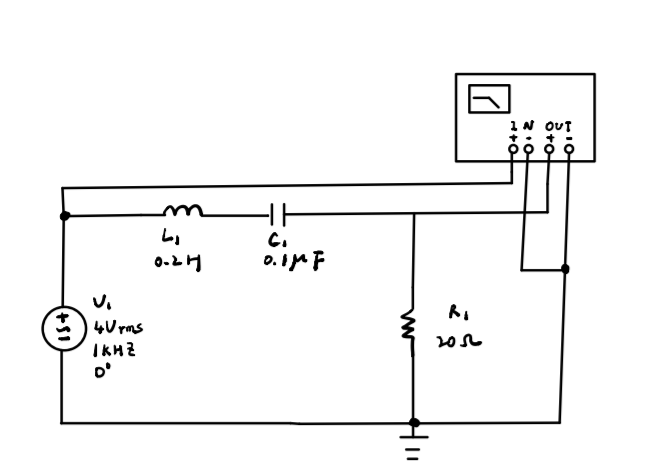 IN OUT
+ - + -
L₁
0.2H
C₁
0.1μF
V₁
4Vrms
1kHz
0°
R₁
20Ω